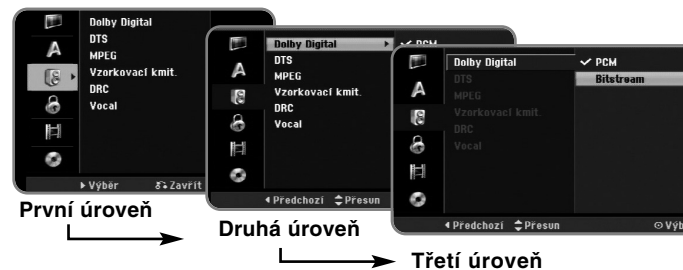 Dolby Digital
DTS
MPEG
Vzorkovací kmit.
DRC
Vocal
Výběr Zavřít
První úroveň
Dolby Digital
DTS
MPEG
Vzorkovací kmit.
DRC
Vocal
PCM
Předchozí Přesun
Druhá úroveň
Dolby Digital
DTS
MPEG
Vzorkovací kmit.
DRC
Vocal
PCM
Bitstream
Předchozí Přesun
Třetí úroveň